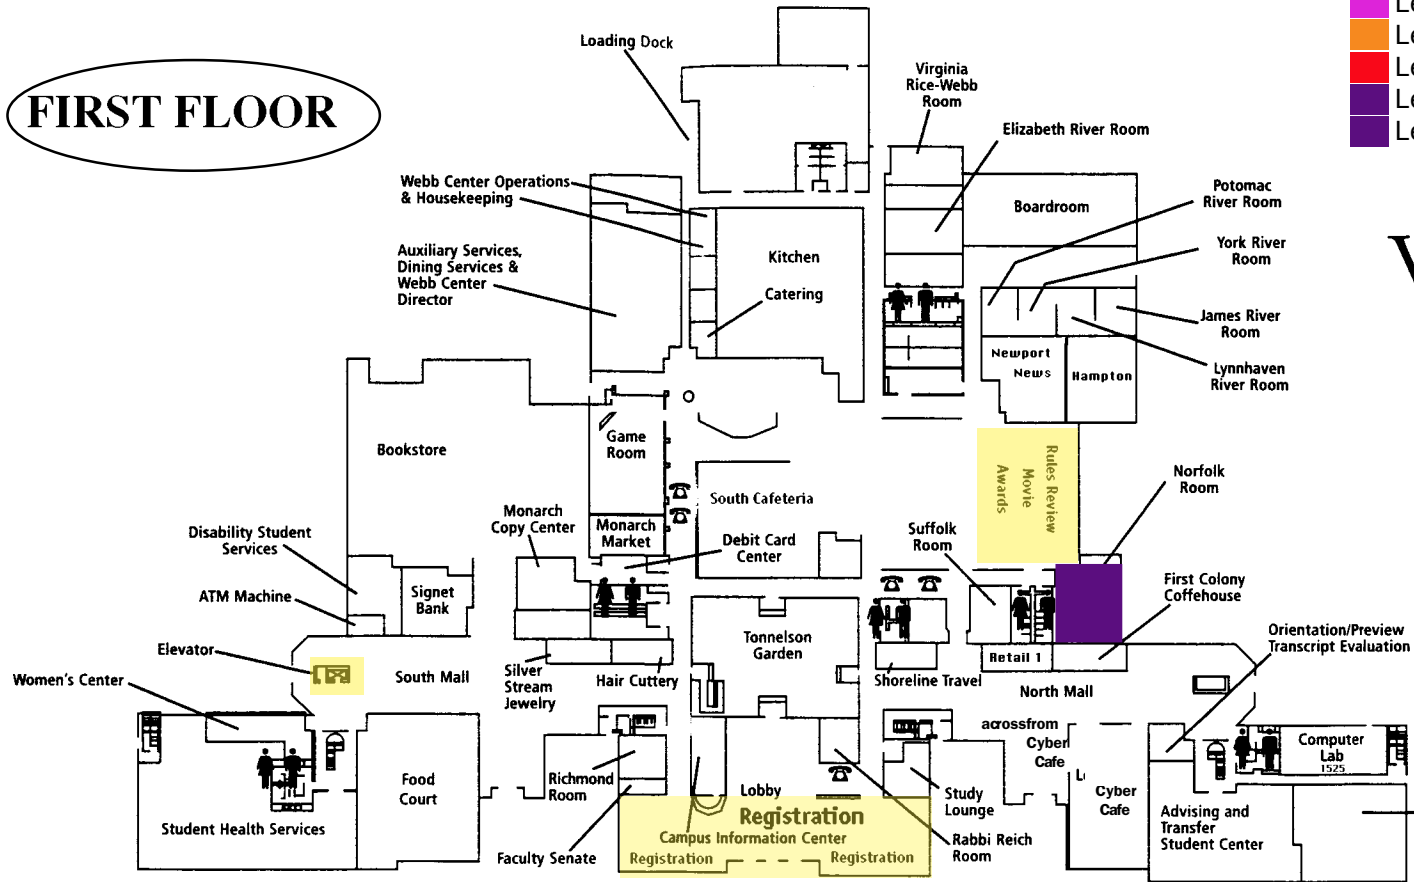 Le
Le
Le
Le
Le
FIRST FLOOR
Loading Dock
Virginia
Rice-Webb
Room
Elizabeth River Room
Webb Center Operations
& Housekeeping
Boardroom
Potomac
River Room
Auxiliary Services,
Dining Services &
Webb Center
Director
Kitchen
Catering
York River
Room
James River
Room
Newport
News
Hampton
Lynnhaven
River Room
Bookstore
Game
Room
Rules Review
Movie
Awards
South Cafeteria
Norfolk
Room
Monarch
Copy Center
Monarch
Market
Debit Card
Center
Suffolk
Room
Disability Student
Services
ATM Machine
Signet
Bank
First Colony
Coffehouse
Elevator
South Mall
Tonnelson
Garden
Retail 1
Orientation/Preview
Transcript Evaluation
Women's Center
Silver
Stream
Jewelry
Hair Cuttery
Shoreline Travel
North Mall
acrossfrom
Cyber
Cafe
Computer
Lab
1525
Food
Court
Richmond
Room
Lobby
Study
Lounge
Cyber
Cafe
Student Health Services
Registration
Campus Information Center
Registration
Registration
Faculty Senate
Rabbi Reich
Room
Advising and
Transfer
Student Center